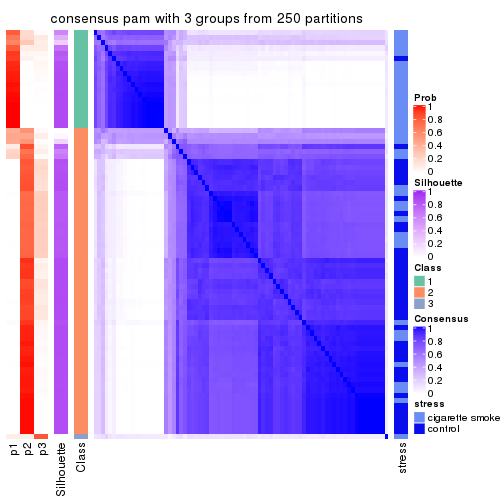 consensus pam with 3 groups from 250 partitions
Prob
1
0.8
0.6
0.4
0.2
0
Silhouette
1
0.8
0.6
0.4
0.2
0
Class
1
2
3
Consensus
1
0.8
0.6
0.4
0.2
0
stress
cigarette smoke
control
p1
p2
p3
Silhouette
Class
stress